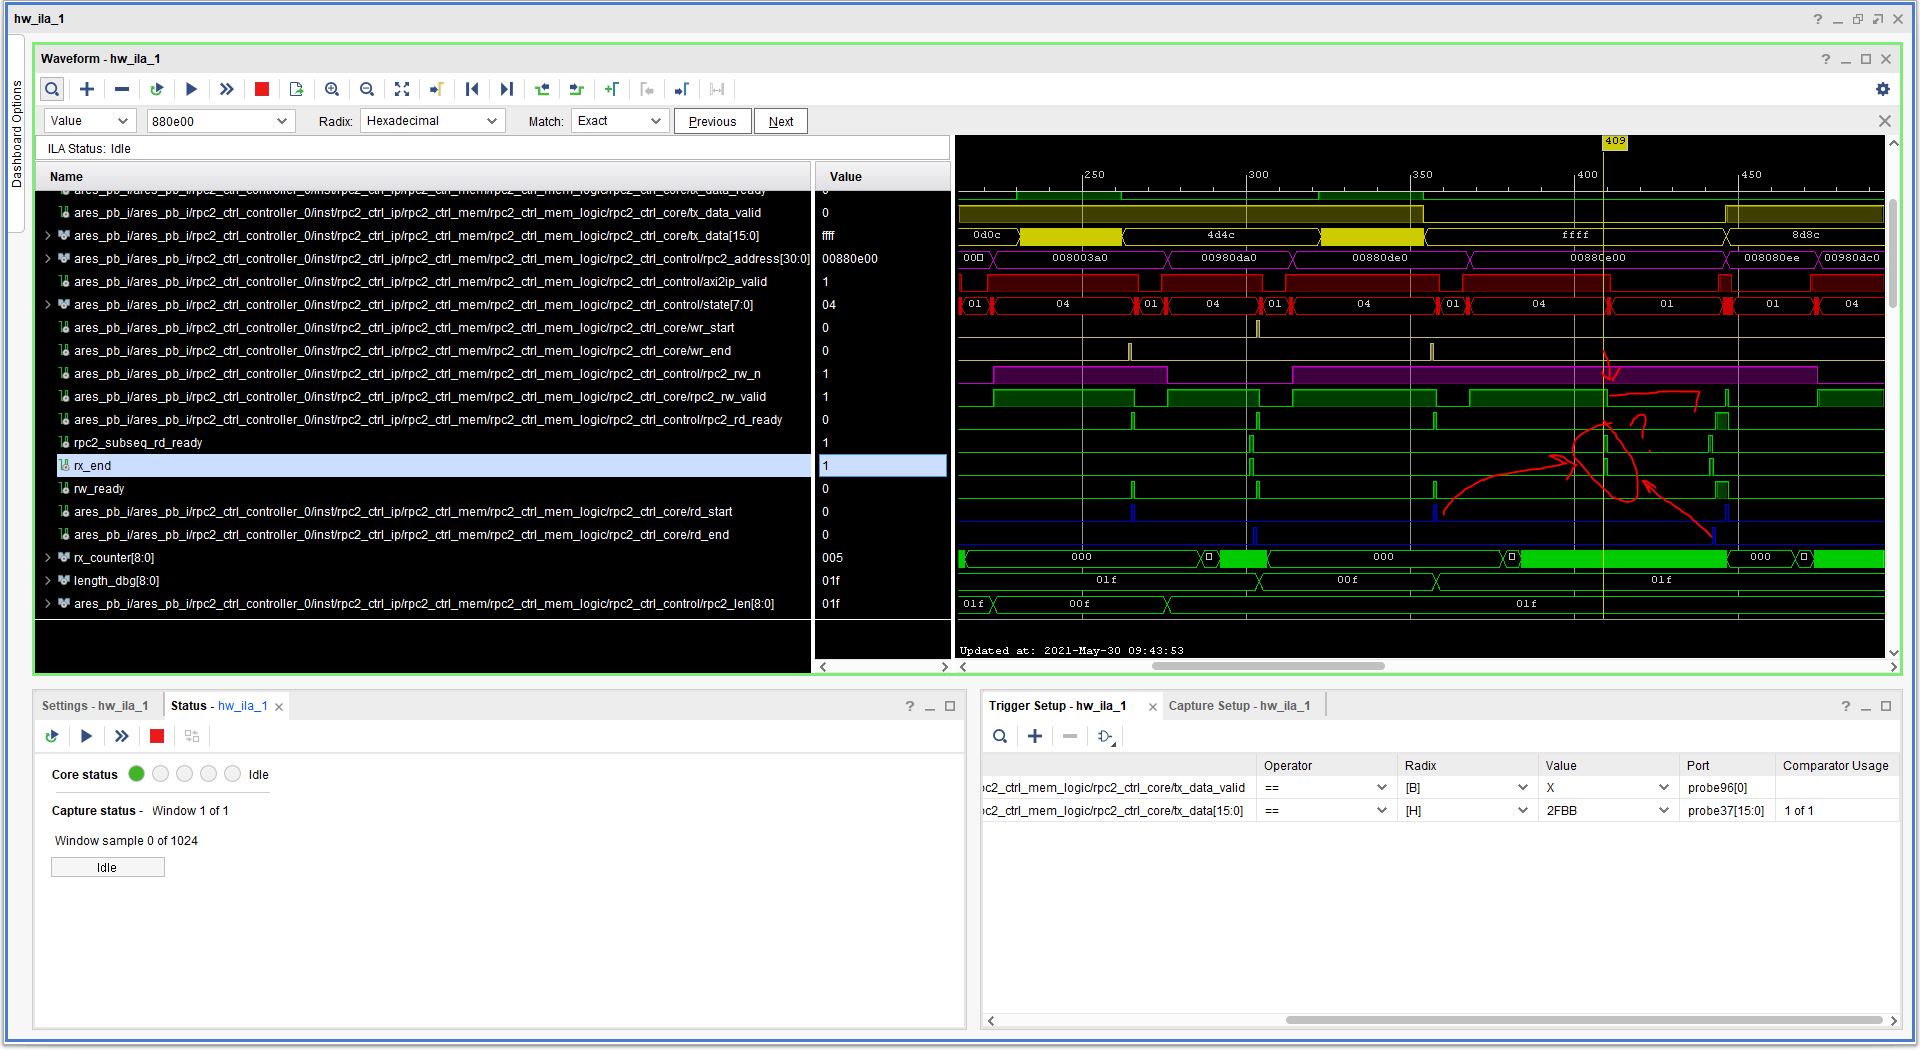 hw_ila_1
Dashboard Options
Waveform - hw_ila_1
Value 880e00 Radix: Hexadecimal Match: Exact Previous Next
ILA Status: Idle
Name Value
ares_pb_i/ares_pb_i/rpc2_ctrl_controller_0/inst/rpc2_ctrl_ip/rpc2_ctrl_mem/rpc2_ctrl_mem_logic/rpc2_ctrl_core/tx_data_ready 0
ares_pb_i/ares_pb_i/rpc2_ctrl_controller_0/inst/rpc2_ctrl_ip/rpc2_ctrl_mem/rpc2_ctrl_mem_logic/rpc2_ctrl_core/tx_data_valid 0
ares_pb_i/ares_pb_i/rpc2_ctrl_controller_0/inst/rpc2_ctrl_ip/rpc2_ctrl_mem/rpc2_ctrl_mem_logic/rpc2_ctrl_core/tx_data[15:0] ffff
ares_pb_i/ares_pb_i/rpc2_ctrl_controller_0/inst/rpc2_ctrl_ip/rpc2_ctrl_mem/rpc2_ctrl_mem_logic/rpc2_ctrl_control/rpc2_address[30:0] 00880e00
ares_pb_i/ares_pb_i/rpc2_ctrl_controller_0/inst/rpc2_ctrl_ip/rpc2_ctrl_mem/rpc2_ctrl_mem_logic/rpc2_ctrl_control/axi2ip_valid 1
ares_pb_i/ares_pb_i/rpc2_ctrl_controller_0/inst/rpc2_ctrl_ip/rpc2_ctrl_mem/rpc2_ctrl_mem_logic/rpc2_ctrl_control/state[7:0] 04
ares_pb_i/ares_pb_i/rpc2_ctrl_controller_0/inst/rpc2_ctrl_ip/rpc2_ctrl_mem/rpc2_ctrl_mem_logic/rpc2_ctrl_core/wr_start 0
ares_pb_i/ares_pb_i/rpc2_ctrl_controller_0/inst/rpc2_ctrl_ip/rpc2_ctrl_mem/rpc2_ctrl_mem_logic/rpc2_ctrl_core/wr_end 0
ares_pb_i/ares_pb_i/rpc2_ctrl_controller_0/inst/rpc2_ctrl_ip/rpc2_ctrl_mem/rpc2_ctrl_mem_logic/rpc2_ctrl_control/rpc2_rw_n 1
ares_pb_i/ares_pb_i/rpc2_ctrl_controller_0/inst/rpc2_ctrl_ip/rpc2_ctrl_mem/rpc2_ctrl_mem_logic/rpc2_ctrl_core/rpc2_rw_valid 1
ares_pb_i/ares_pb_i/rpc2_ctrl_controller_0/inst/rpc2_ctrl_ip/rpc2_ctrl_mem/rpc2_ctrl_mem_logic/rpc2_ctrl_control/rpc2_rd_ready 0
rpc2_subseq_rd_ready 1
rx_end 1
rw_ready 0
ares_pb_i/ares_pb_i/rpc2_ctrl_controller_0/inst/rpc2_ctrl_ip/rpc2_ctrl_mem/rpc2_ctrl_mem_logic/rpc2_ctrl_core/rd_start 0
ares_pb_i/ares_pb_i/rpc2_ctrl_controller_0/inst/rpc2_ctrl_ip/rpc2_ctrl_mem/rpc2_ctrl_mem_logic/rpc2_ctrl_core/rd_end 0
rx_counter[8:0] 005
length_dbg[8:0] 01f
ares_pb_i/ares_pb_i/rpc2_ctrl_controller_0/inst/rpc2_ctrl_ip/rpc2_ctrl_mem/rpc2_ctrl_mem_logic/rpc2_ctrl_control/rpc2_len[8:0] 01f
409
250 300 350 400 450
0d0c 4d4c ffff 8d8c
00 008003a0 00980da0 00880de0 00880e00 008080ee 00980dc0
01 04 01 04 01 04 01 04 01 01 04
?
000 000 000
01f 00f 01f
01f 00f 01f
Updated at: 2021-May-30 09:43:53
Settings - hw_ila_1 Status - hw_ila_1
Core status Idle
Capture status - Window 1 of 1
Window sample 0 of 1024
Idle
Trigger Setup - hw_ila_1 Capture Setup - hw_ila_1
Operator Radix Value Port Comparator Usage
c2_ctrl_mem_logic/rpc2_ctrl_core/tx_data_valid == [B] X probe96[0]
c2_ctrl_mem_logic/rpc2_ctrl_core/tx_data[15:0] == [H] 2FBB probe37[15:0] 1 of 1